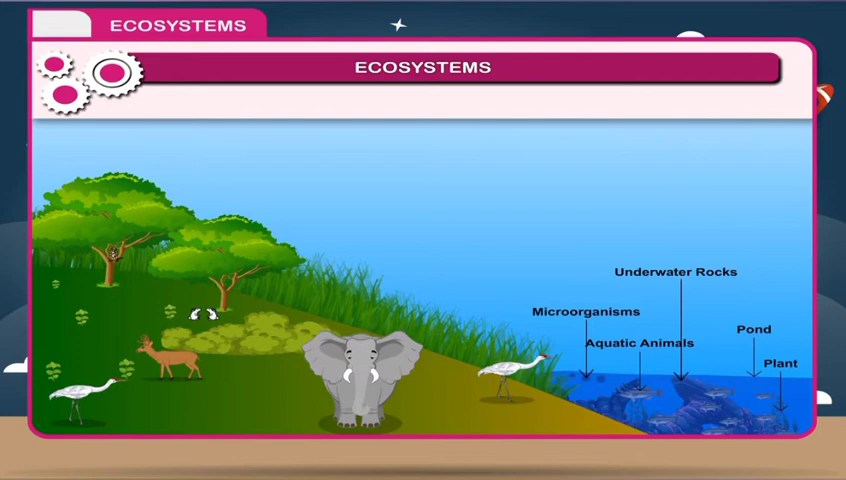 ECOSYSTEMS
ECOSYSTEMS
Underwater Rocks
Microorganisms
Pond
Aquatic Animals
Plant